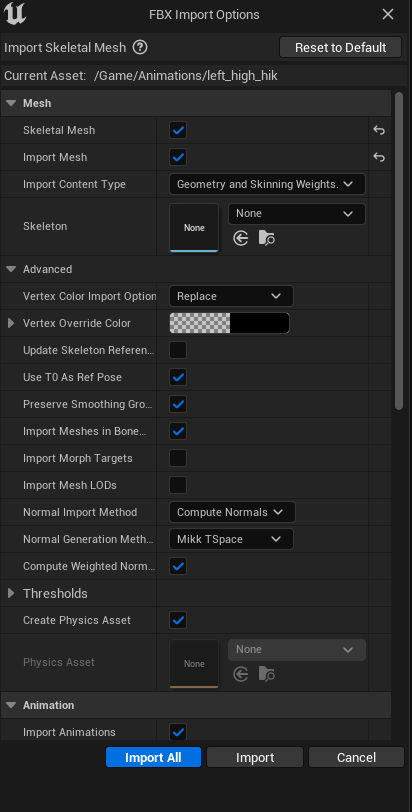 FBX Import Options
Import Skeletal Mesh ?
Reset to Default
Current Asset: /Game/Animations/left_high_hik
Mesh
Skeletal Mesh
Import Mesh
Import Content Type Geometry and Skinning Weights.
Skeleton None None
Advanced
Vertex Color Import Option Replace
Vertex Override Color
Update Skeleton Referen...
Use T0 As Ref Pose
Preserve Smoothing Gro...
Import Meshes in Bone...
Import Morph Targets
Import Mesh LODs
Normal Import Method Compute Normals
Normal Generation Meth... Mikk TSpace
Compute Weighted Norm...
Thresholds
Create Physics Asset
Physics Asset None None
Animation
Import Animations
Import All Import Cancel